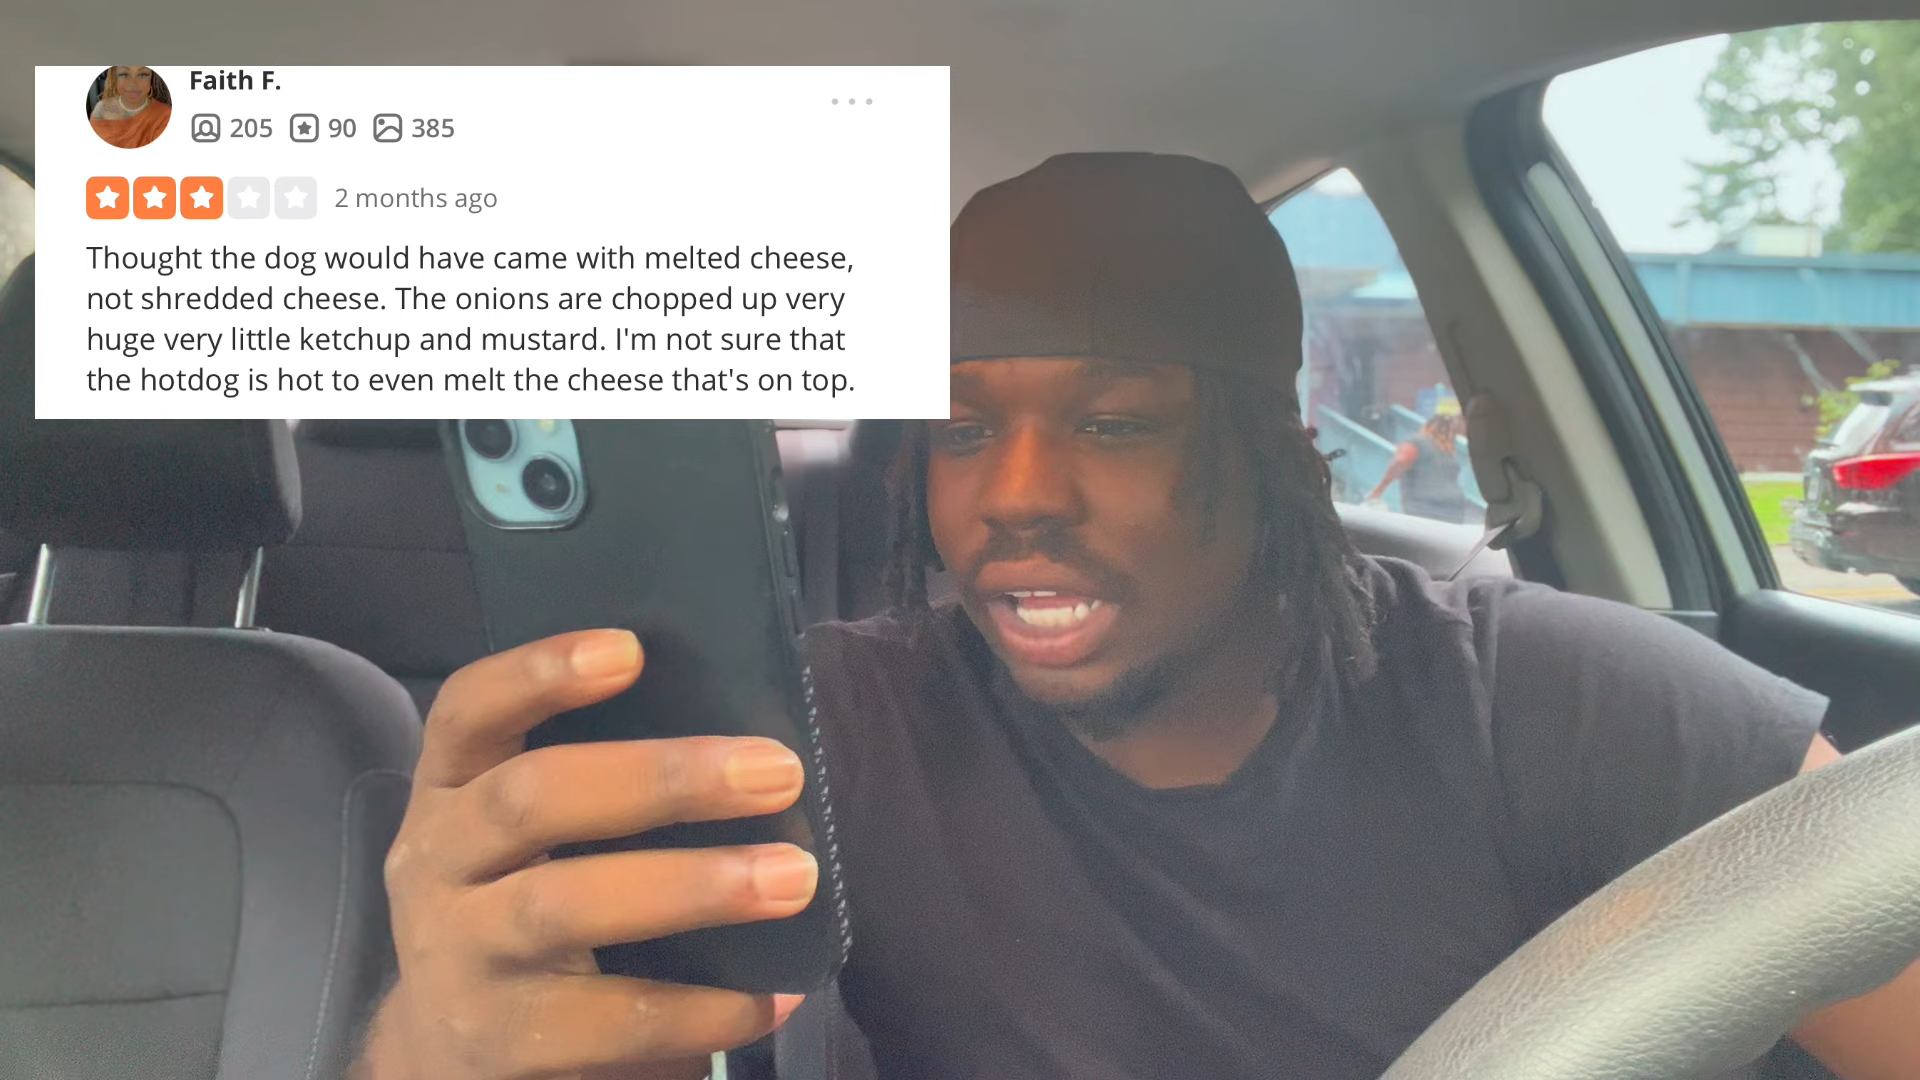 Faith F.
205 90 385
2 months ago
Thought the dog would have came with melted cheese,
not shredded cheese. The onions are chopped up very
huge very little ketchup and mustard. I'm not sure that
the hotdog is hot to even melt the cheese that's on top.